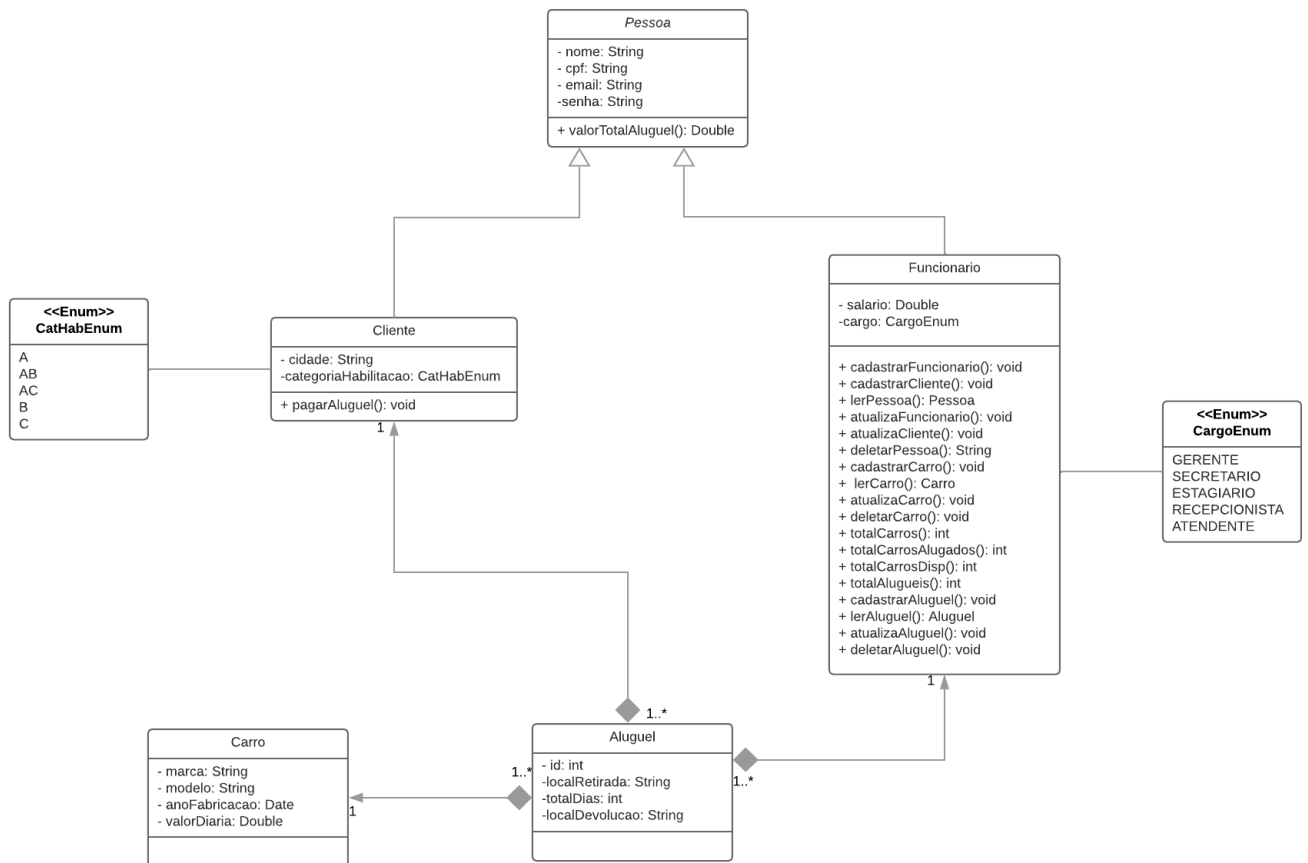 Pessoa
- nome: String
- cpf: String
- email: String
-senha: String
+ valorTotalAluguel(): Double
<<Enum>>
CatHabEnum
A
AB
AC
B
C
Cliente
- cidade: String
-categoriaHabilitacao: CatHabEnum
+ pagarAluguel(): void
1
Funcionario
- salario: Double
-cargo: CargoEnum
+ cadastrarFuncionario(): void
+ cadastrarCliente(): void
+ lerPessoa(): Pessoa
+ atualizaFuncionario(): void
+ atualizaCliente(): void
+ deletarPessoa(): String
+ cadastrarCarro(): void
+ lerCarro(): Carro
+ atualizaCarro(): void
+ deletarCarro(): void
+ totalCarros(): int
+ totalCarrosAlugados(): int
+ totalCarrosDisp(): int
+ totalAlugueis(): int
+ cadastrarAluguel(): void
+ lerAluguel(): Aluguel
+ atualizaAluguel(): void
+ deletarAluguel(): void
1
<<Enum>>
CargoEnum
GERENTE
SECRETARIO
ESTAGIARIO
RECEPCIONISTA
ATENDENTE
Carro
- marca: String
- modelo: String
- anoFabricacao: Date
- valorDiaria: Double
1
1..*
1..*
Aluguel
- id: int
-localRetirada: String
-totalDias: int
-localDevolucao: String
1..*